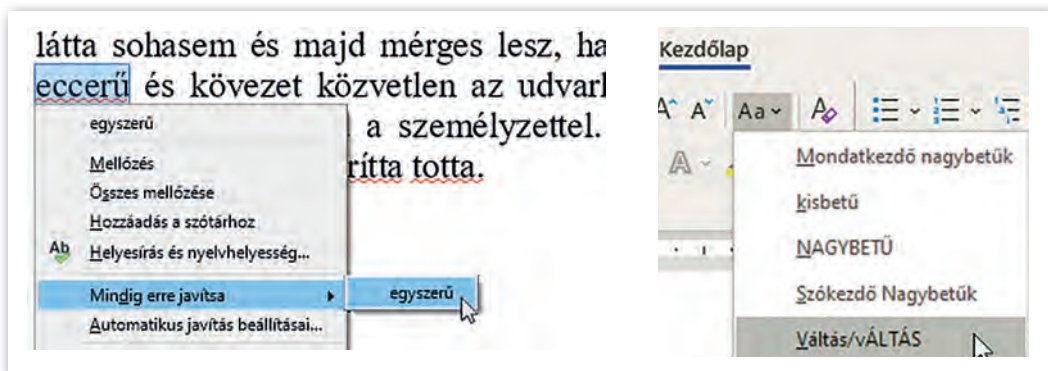 látta sohasem és majd mérges lesz, ha
eccerű és kövezet közvetlen az udvarl
a személyzettel.
rítta totta.
egyszerű
Mellőzés
Összes mellőzése
Hozzáadás a szótárhoz
Helyesírás és nyelvhelyesség...
Mindig erre javítsa
egyszerű
Automatikus javítás beállításai...
Kezdőlap
A A Aa A
A
Mondatkezdő nagybetűk
kisbetű
NAGYBETŰ
Szókezdő Nagybetűk
Váltás/vÁLTÁS